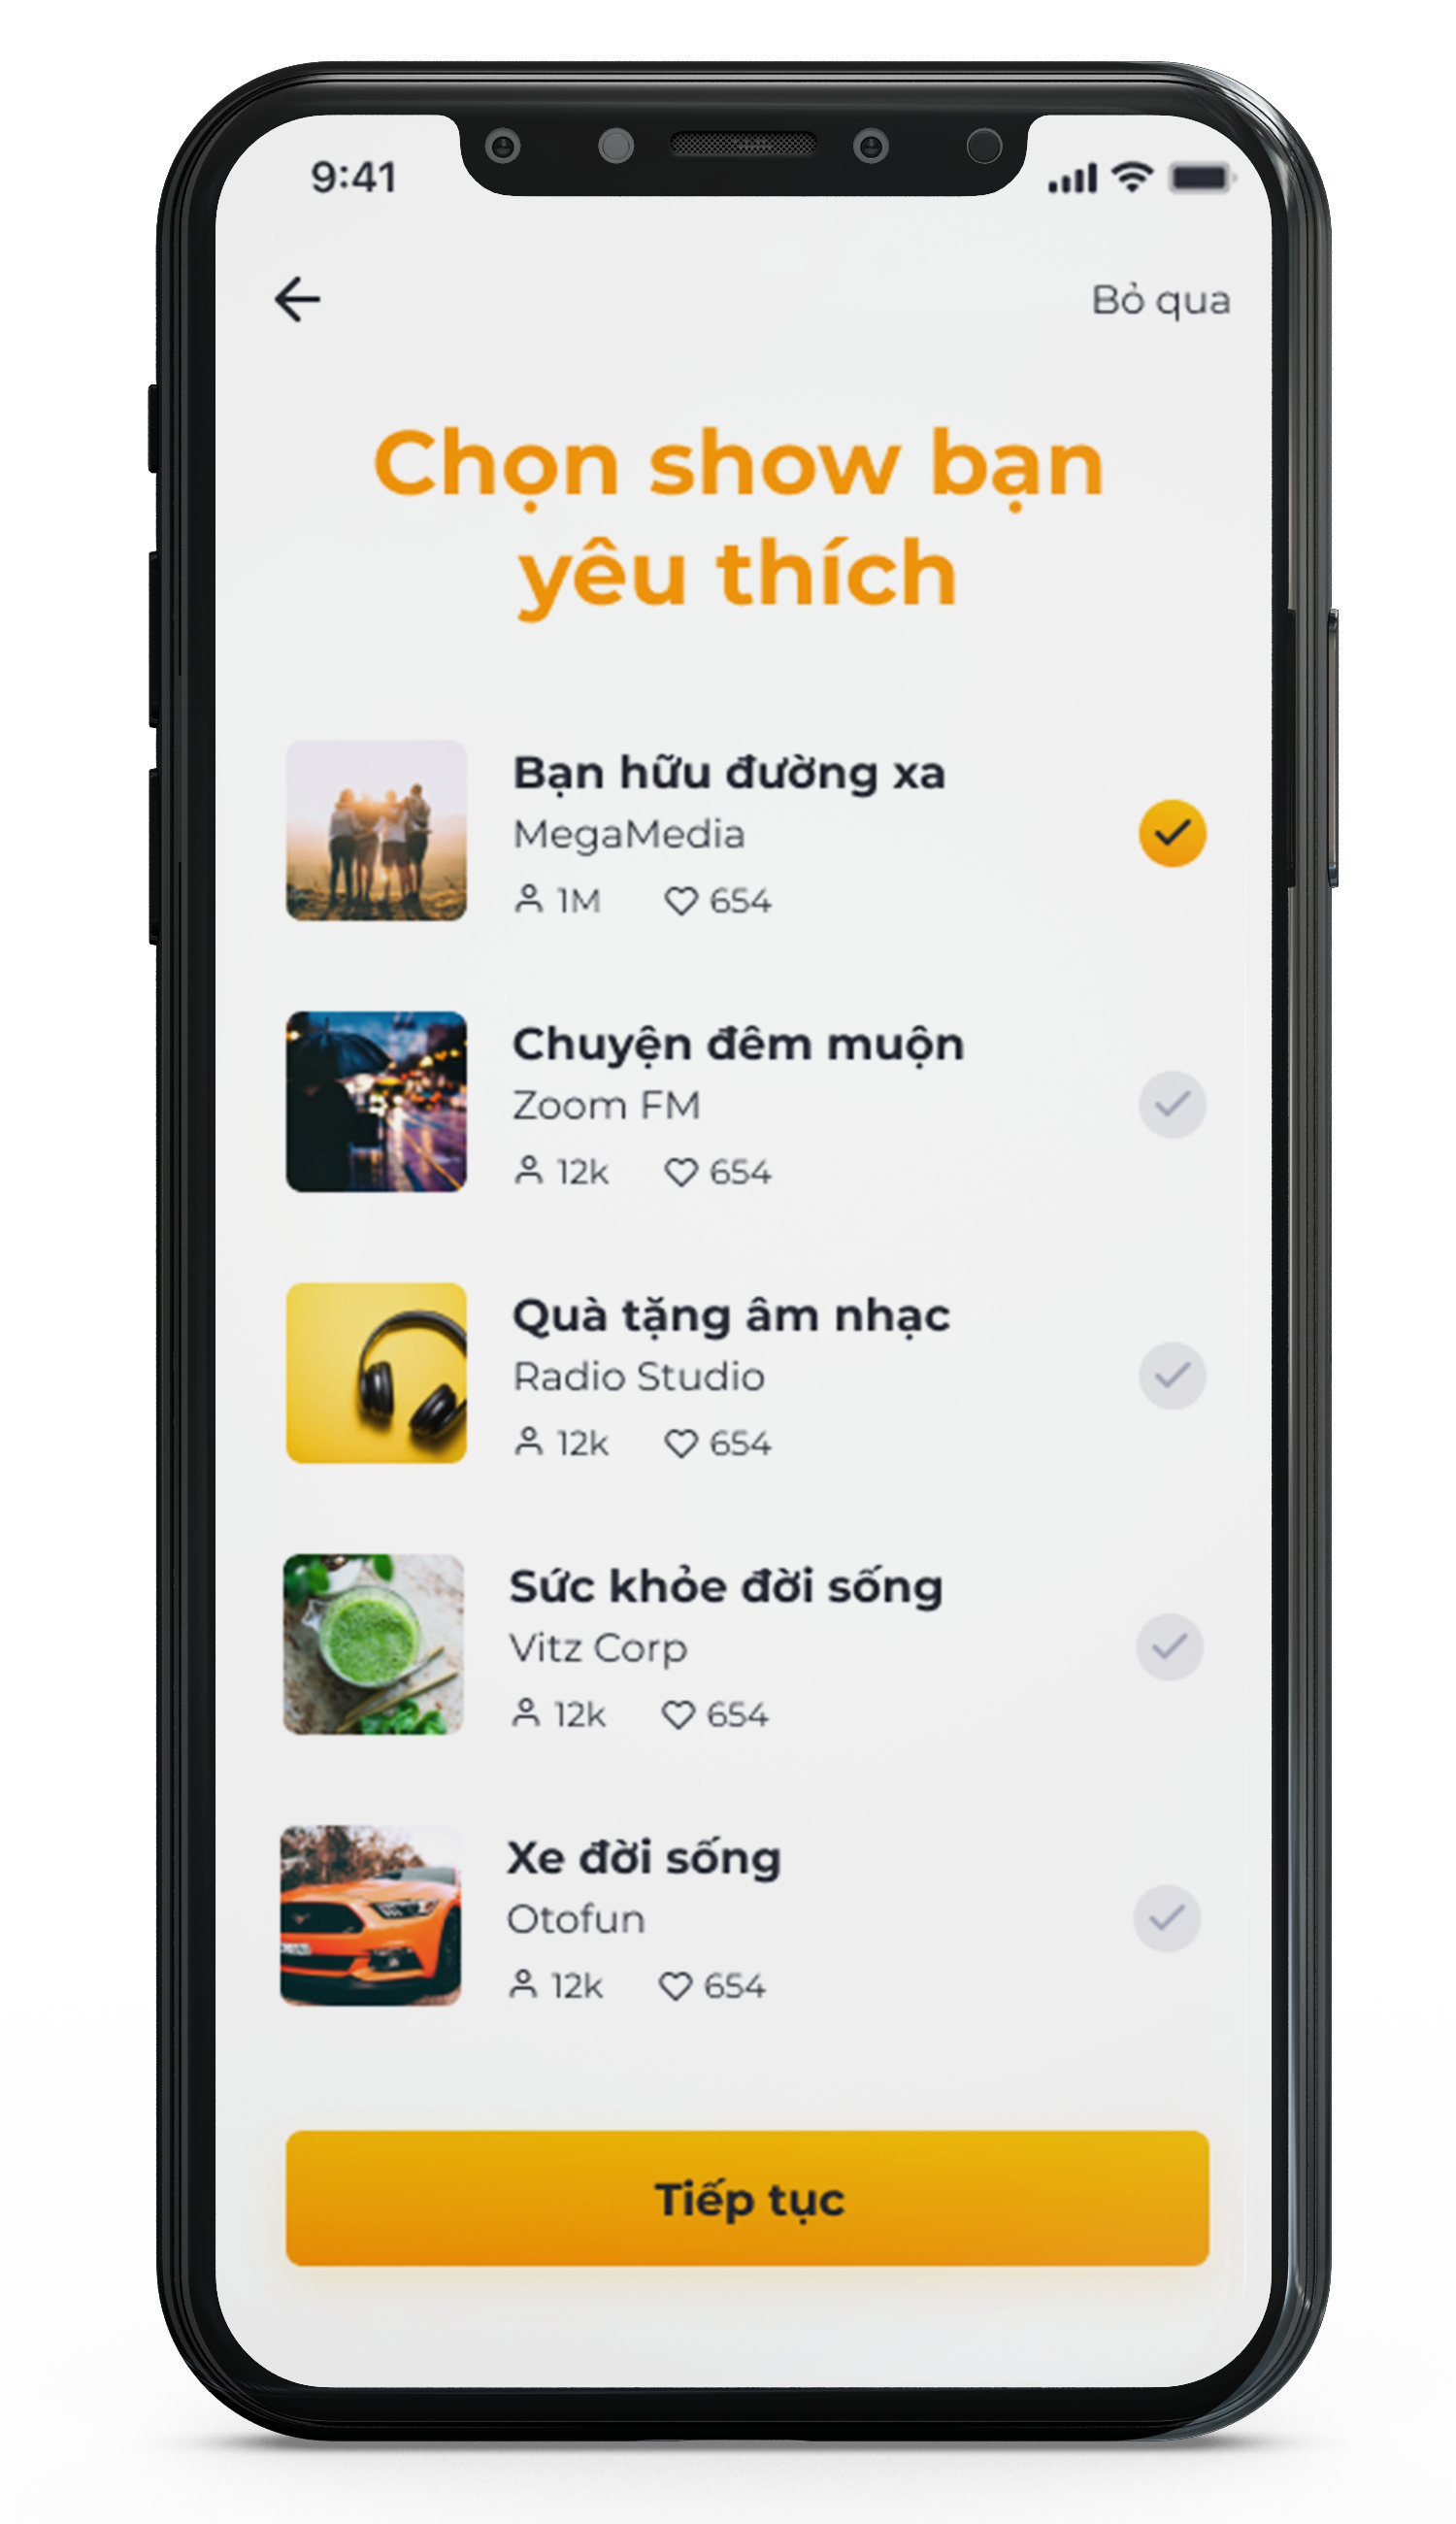 9:41
Bỏ qua
Chọn show bạn
yêu thích
Bạn hữu đường xa
MegaMedia
1M 654
Chuyện đêm muộn
Zoom FM
12k 654
Quà tặng âm nhạc
Radio Studio
12k 654
Sức khỏe đời sống
Vitz Corp
12k 654
Xe đời sống
Otofun
12k 654
Tiếp tục